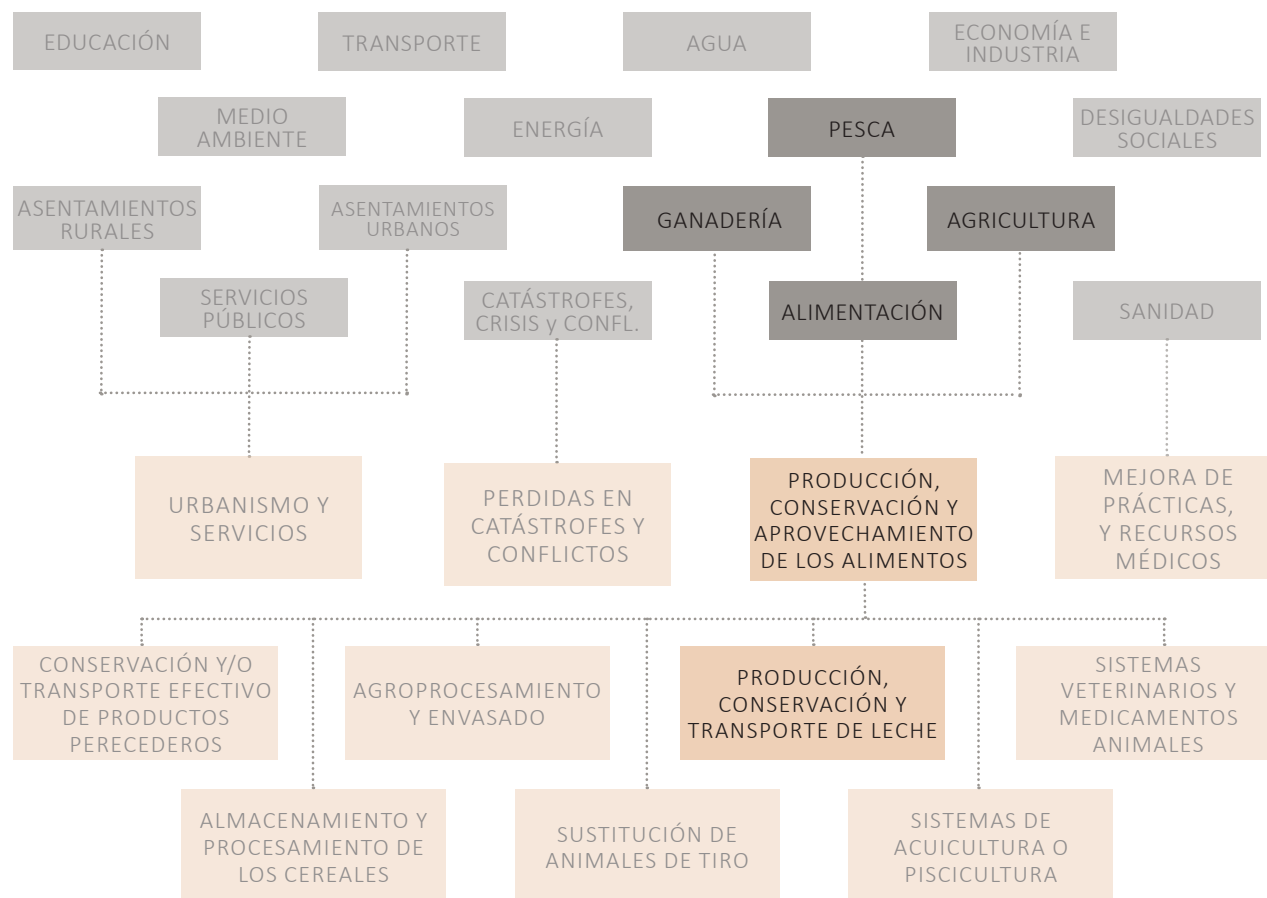 EDUCACIÓN
TRANSPORTE
AGUA
ECONOMÍA E
INDUSTRIA
MEDIO
AMBIENTE
ENERGÍA
PESCA
DESIGUALDADES
SOCIALES
ASENTAMIENTOS
RURALES
ASENTAMIENTOS
URBANOS
GANADERÍA
AGRICULTURA
SERVICIOS
PÚBLICOS
CATÁSTROFES,
CRISIS y CONFL.
ALIMENTACIÓN
SANIDAD
URBANISMO Y
SERVICIOS
PERDIDAS EN
CATÁSTROFES Y
CONFLICTOS
PRODUCCIÓN,
CONSERVACIÓN Y
APROVECHAMIENTO
DE LOS ALIMENTOS
MEJORA DE
PRÁCTICAS,
Y RECURSOS
MÉDICOS
CONSERVACIÓN Y/O
TRANSPORTE EFECTIVO
DE PRODUCTOS
PERECEDEROS
AGROPROCESAMIENTO
Y ENVASADO
PRODUCCIÓN,
CONSERVACIÓN Y
TRANSPORTE DE LECHE
SISTEMAS
VETERINARIOS Y
MEDICAMENTOS
ANIMALES
ALMACENAMIENTO Y
PROCESAMIENTO DE
LOS CEREALES
SUSTITUCIÓN DE
ANIMALES DE TIRO
SISTEMAS DE
ACUICULTURA O
PISCICULTURA